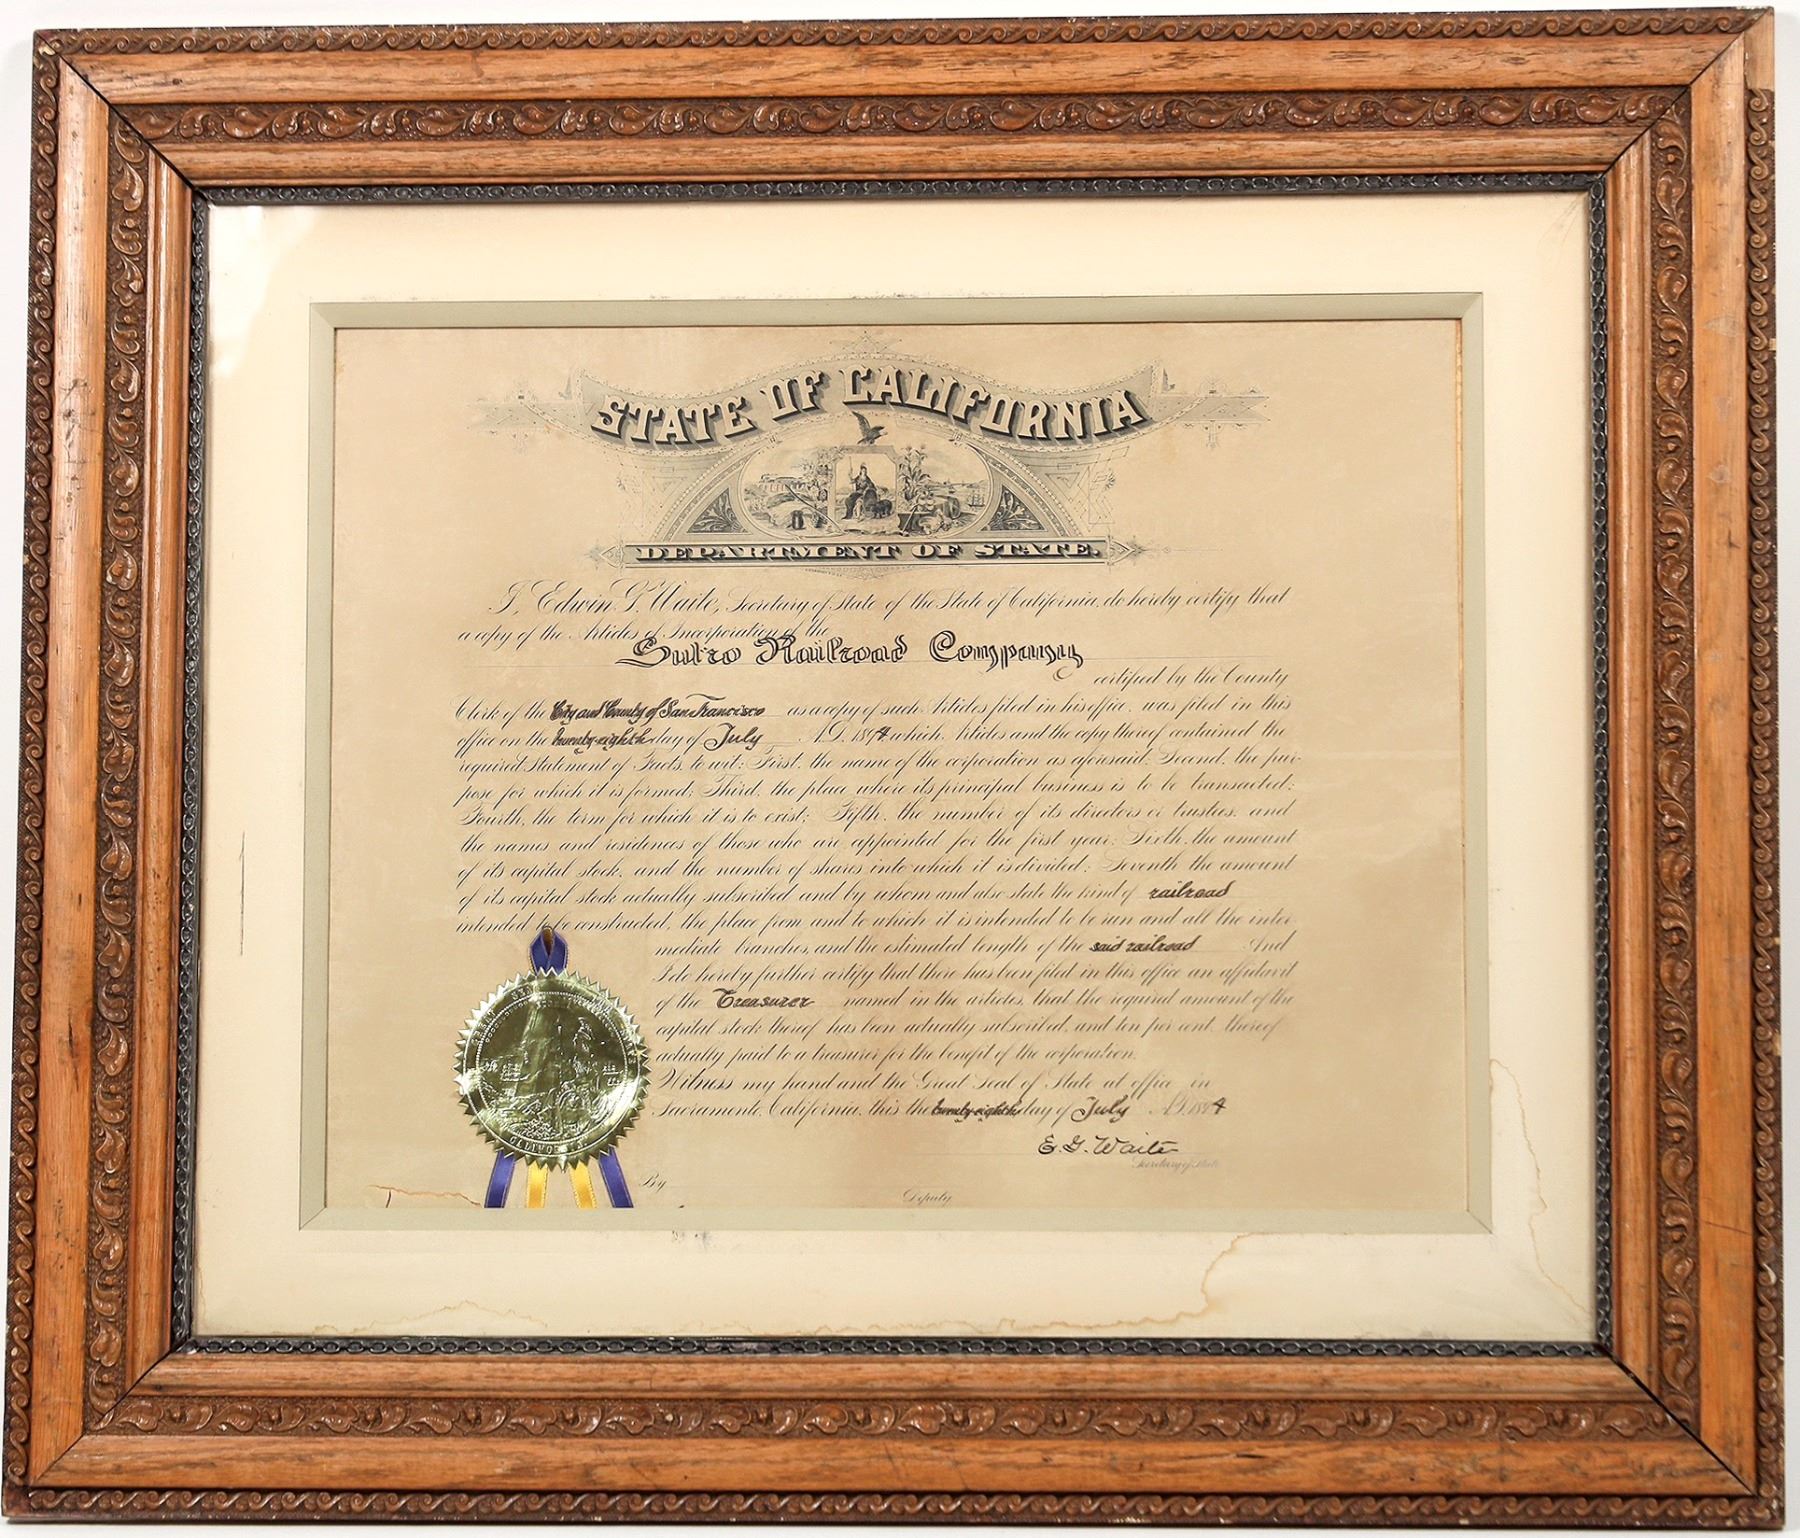 STATE OF CALIFORNIA
DEPARTMENT OF STATE.
I, Edwin G. Waite, Secretary of State of the State of California, do hereby certify that
a copy of the Articles of Incorporation of the
Sutro Railroad Company
certified by the County
Clerk of the City and County of San Francisco as a copy of such Articles filed in his office, was filed in this
office on the twenty-eighth day of July A.D. 1894 which Articles and the copy thereof contained the
required Statement of Facts, to wit: First, the name of the corporation as aforesaid; Second, the pur-
pose for which it is formed; Third, the place where its principal business is to be transacted;
Fourth, the term for which it is to exist; Fifth, the number of its directors or trustees, and
the names and residences of those who are appointed for the first year; Sixth, the amount
of its capital stock, and the number of shares into which it is divided; Seventh the amount
of its capital stock actually subscribed and by whom and also state the kind of railroad
intended to be constructed, the place from and to which it is intended to be run and all the inter-
mediate branches, and the estimated length of the said railroad And
I do hereby further certify that there has been filed in this office an affidavit
of the Treasurer named in the articles, that the required amount of the
capital stock thereof has been actually subscribed, and ten per cent. thereof
actually paid to a treasurer for the benefit of the corporation.
Witness my hand and the Great Seal of State at office in
Sacramento, California, this the twenty-eighth day of July A.D. 1894
E. G. Waite
Secretary of State
By
Deputy